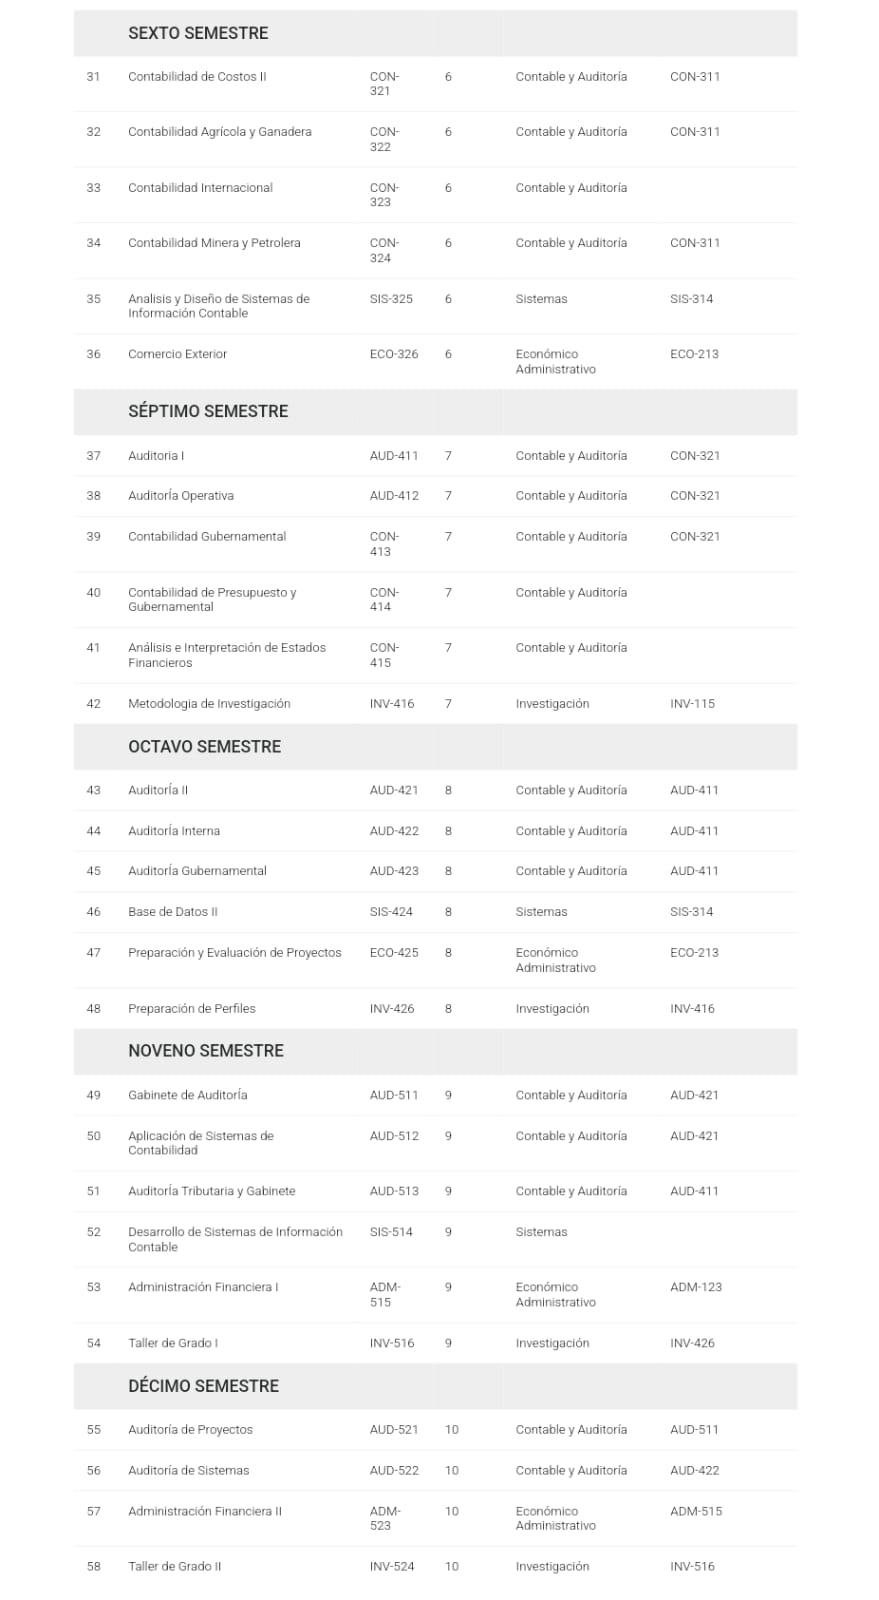 SEXTO SEMESTRE
31 Contabilidad de Costos II CON- 6 Contable y Auditoría CON-311
321
32 Contabilidad Agrícola y Ganadera CON- 6 Contable y Auditoría CON-311
322
33 Contabilidad Internacional CON- 6 Contable y Auditoría
323
34 Contabilidad Minera y Petrolera CON- 6 Contable y Auditoría CON-311
324
35 Analisis y Diseño de Sistemas de SIS-325 6 Sistemas SIS-314
Información Contable
36 Comercio Exterior ECO-326 6 Económico ECO-213
Administrativo
SÉPTIMO SEMESTRE
37 Auditoria I AUD-411 7 Contable y Auditoría CON-321
38 AuditorÍa Operativa AUD-412 7 Contable y Auditoría CON-321
39 Contabilidad Gubernamental CON- 7 Contable y Auditoría CON-321
413
40 Contabilidad de Presupuesto y CON- 7 Contable y Auditoría
Gubernamental 414
41 Análisis e Interpretación de Estados CON- 7 Contable y Auditoría
Financieros 415
42 Metodologia de Investigación INV-416 7 Investigación INV-115
OCTAVO SEMESTRE
43 AuditorÍa II AUD-421 8 Contable y Auditoría AUD-411
44 AuditorÍa Interna AUD-422 8 Contable y Auditoría AUD-411
45 AuditorÍa Gubernamental AUD-423 8 Contable y Auditoría AUD-411
46 Base de Datos II SIS-424 8 Sistemas SIS-314
47 Preparación y Evaluación de Proyectos ECO-425 8 Económico ECO-213
Administrativo
48 Preparación de Perfiles INV-426 8 Investigación INV-416
NOVENO SEMESTRE
49 Gabinete de AuditorÍa AUD-511 9 Contable y Auditoría AUD-421
50 Aplicación de Sistemas de AUD-512 9 Contable y Auditoría AUD-421
Contabilidad
51 AuditorÍa Tributaria y Gabinete AUD-513 9 Contable y Auditoría AUD-411
52 Desarrollo de Sistemas de Información SIS-514 9 Sistemas
Contable
53 Administración Financiera I ADM- 9 Económico ADM-123
515 Administrativo
54 Taller de Grado I INV-516 9 Investigación INV-426
DÉCIMO SEMESTRE
55 Auditoría de Proyectos AUD-521 10 Contable y Auditoría AUD-511
56 Auditoría de Sistemas AUD-522 10 Contable y Auditoría AUD-422
57 Administración Financiera II ADM- 10 Económico ADM-515
523 Administrativo
58 Taller de Grado II INV-524 10 Investigación INV-516